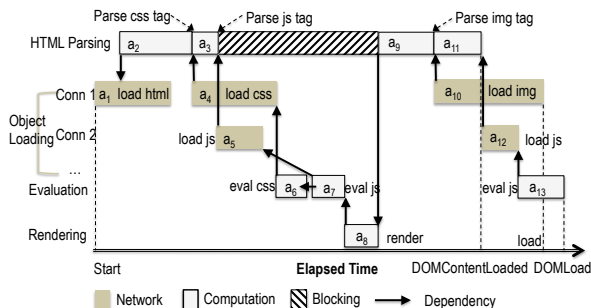 Parse css tag
Parse js tag
Parse img tag
HTML Parsing
a2
a3
a9
a11
Conn 1
a1 load html
a4 load css
a10 load img
Object
Loading
Conn 2
load js
a5
a12
load js
...
Evaluation
eval css
a6
a7
eval js
eval js
a13
Rendering
a8
render
load
Start
Elapsed Time
DOMContentLoaded
DOMLoad
Network
Computation
Blocking
Dependency